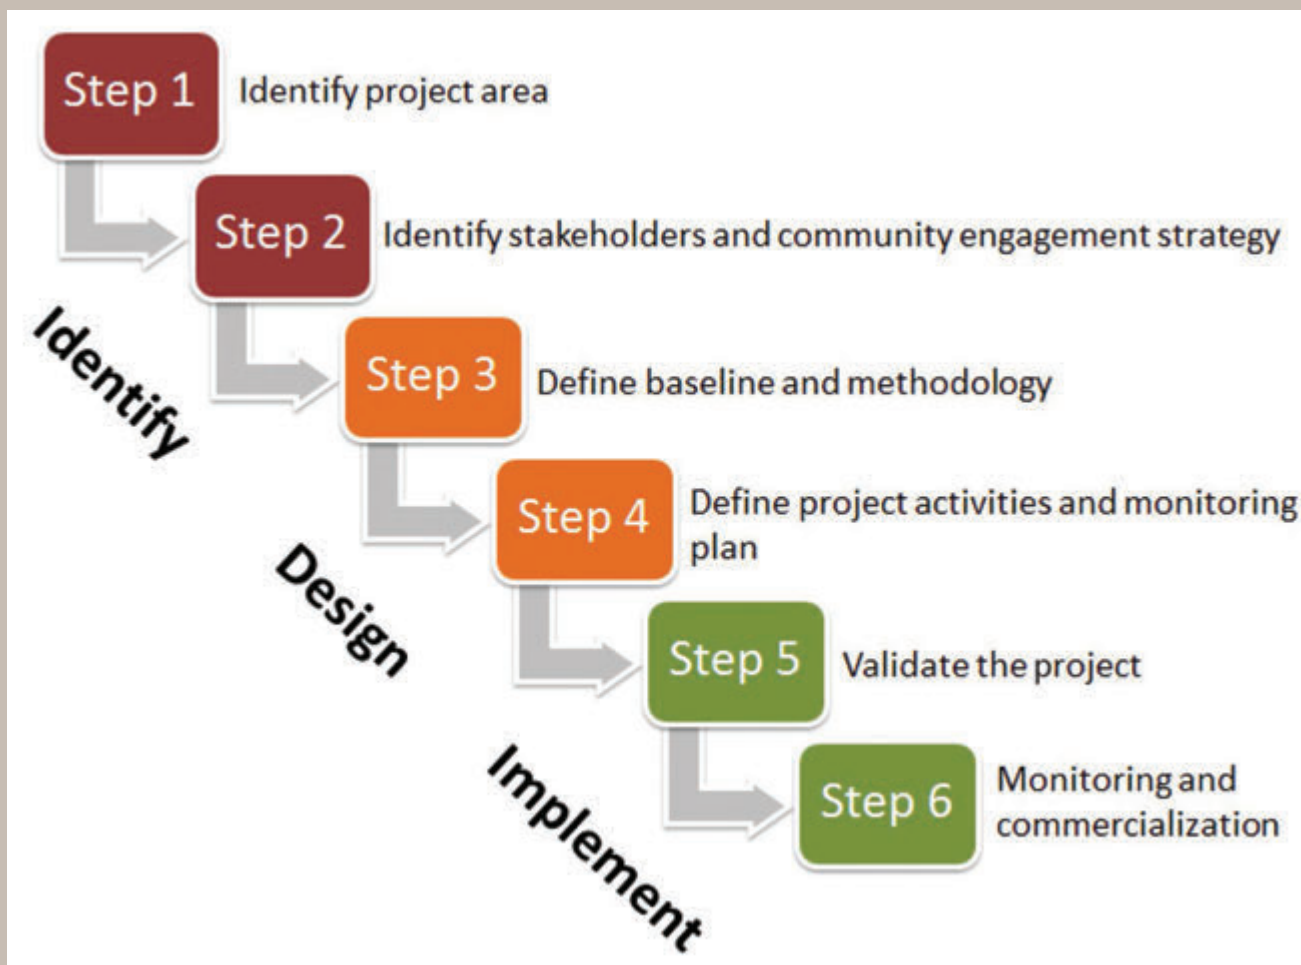 Step 1
Identify project area
Step 2
Identify stakeholders and community engagement strategy
Identify
Step 3
Define baseline and methodology
Step 4
Define project activities and monitoring
plan
Design
Step 5
Validate the project
Step 6
Monitoring and
commercialization
Implement